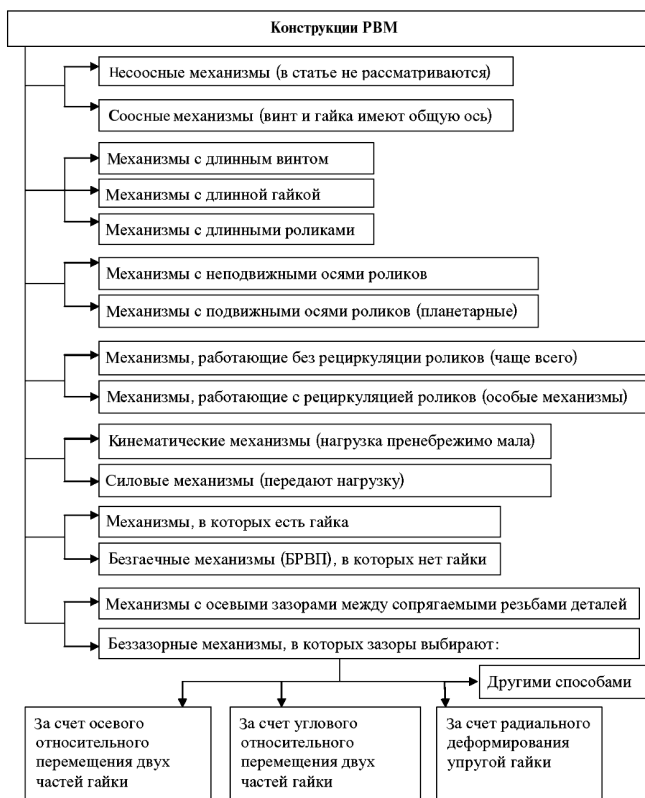 Конструкции РВМ
Несоосные механизмы (в статье не рассматриваются)
Соосные механизмы (винт и гайка имеют общую ось)
Механизмы с длинным винтом
Механизмы с длинной гайкой
Механизмы с длинными роликами
Механизмы с неподвижными осями роликов
Механизмы с подвижными осями роликов (планетарные)
Механизмы, работающие без рециркуляции роликов (чаще всего)
Механизмы, работающие с рециркуляцией роликов (особые механизмы)
Кинематические механизмы (нагрузка пренебрежимо мала)
Силовые механизмы (передают нагрузку)
Механизмы, в которых есть гайка
Безгаечные механизмы (БРВП), в которых нет гайки
Механизмы с осевыми зазорами между сопрягаемыми резьбами деталей
Беззазорные механизмы, в которых зазоры выбирают:
Другими способами
За счет осевого
относительного
перемещения двух
частей гайки
За счет углового
относительного
перемещения двух
частей гайки
За счет радиального
деформирования
упругой гайки